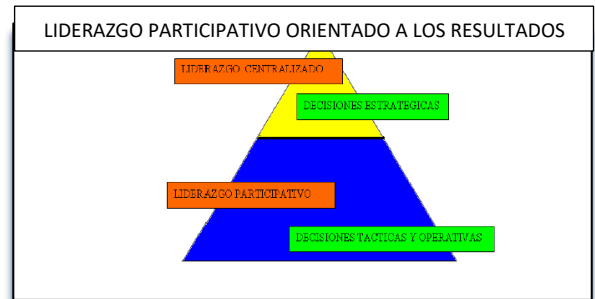 LIDERAZGO PARTICIPATIVO ORIENTADO A LOS RESULTADOS
LIDERAZGO CENTRALIZADO
DECISIONES ESTRATEGICAS
LIDERAZGO PARTICIPATIVO
DECISIONES TACTICAS Y OPERATIVAS